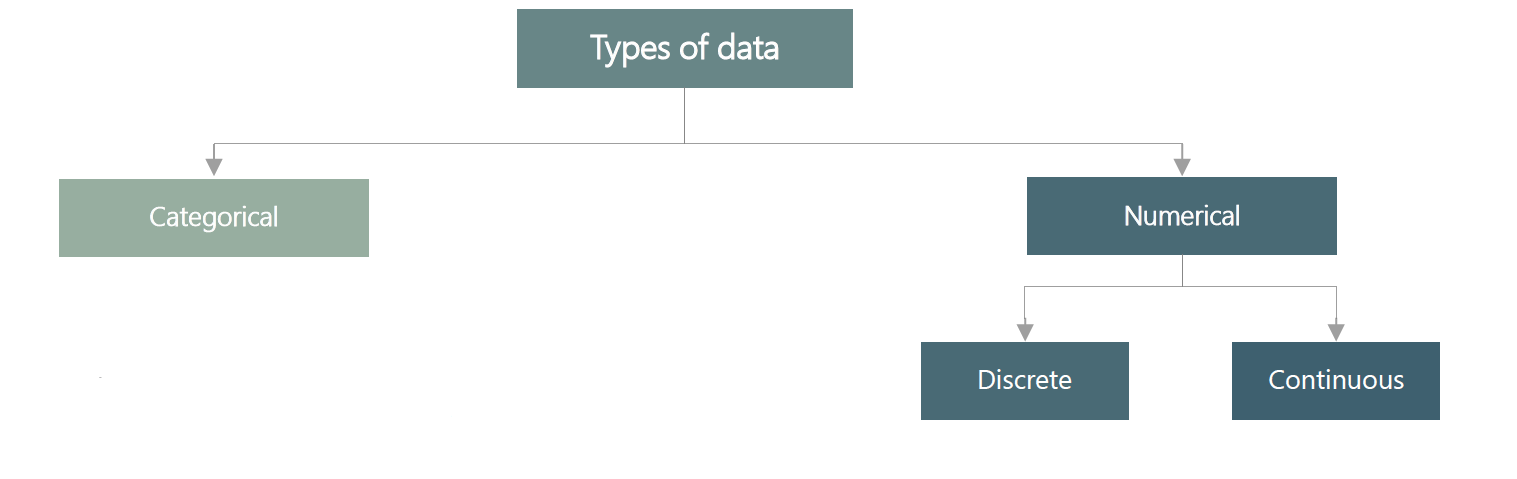 Types of data
Categorical
Numerical
Discrete
Continuous